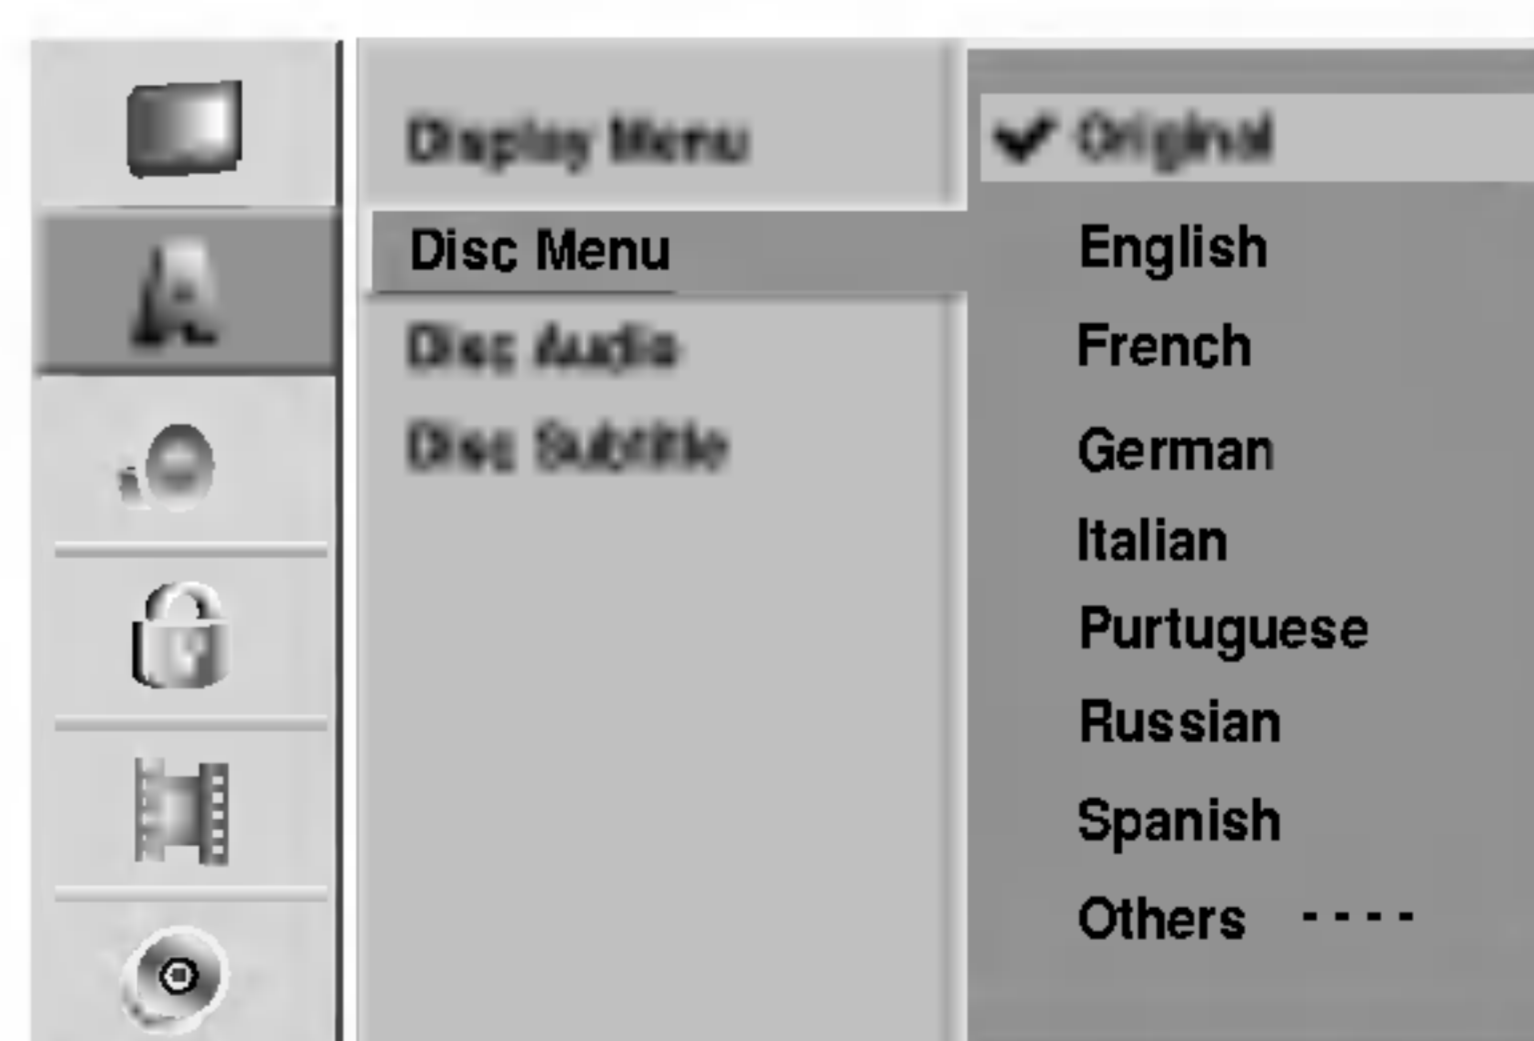 Display Menu
Disc Menu
Disc Audio
Disc Subtitle
Original
English
French
German
Italian
Purtuguese
Russian
Spanish
Others - - - -